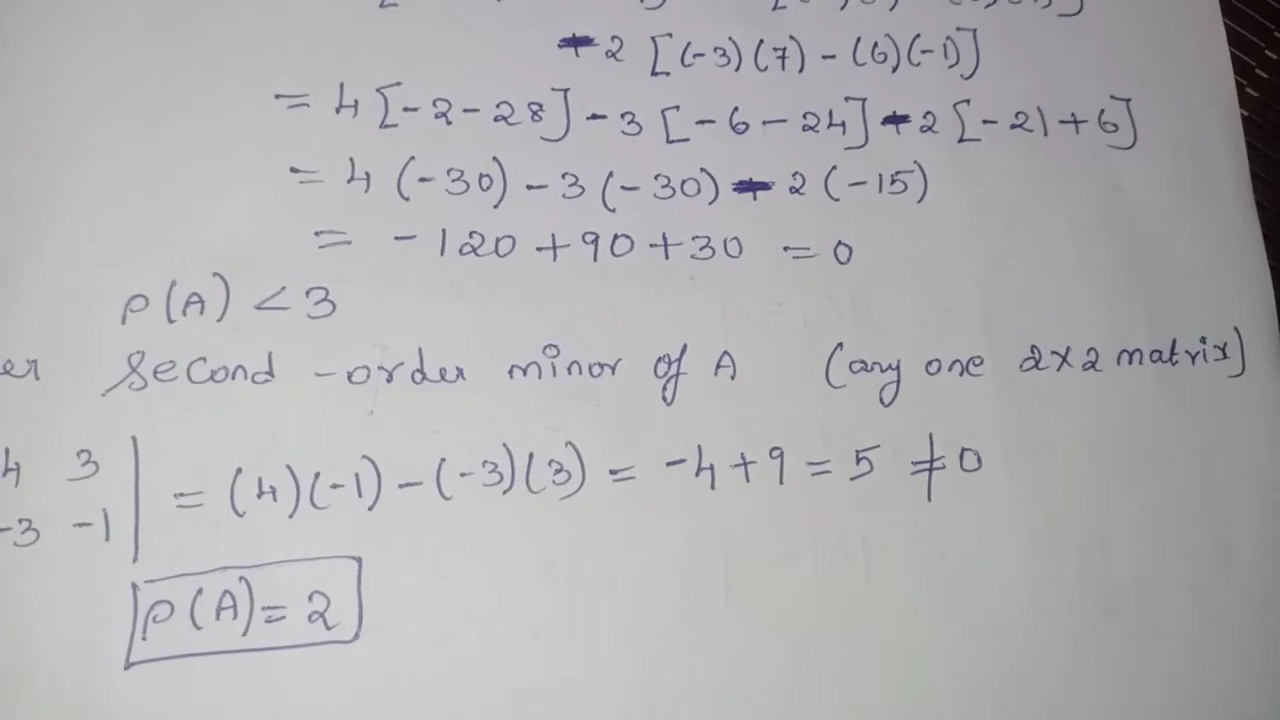 -2 [(-3)(7) - (6)(-1)]
= 4 [-2 - 28] - 3 [-6 - 24] - 2 [-21 + 6]
= 4 (-30) - 3 (-30) - 2 (-15)
= -120 + 90 + 30 = 0
ρ(A) < 3
er Second-order minor of A (any one 2x2 matrix)
4 3
-3 -1 | = (4)(-1) - (-3)(3) = -4 + 9 = 5 ≠ 0
ρ(A) = 2